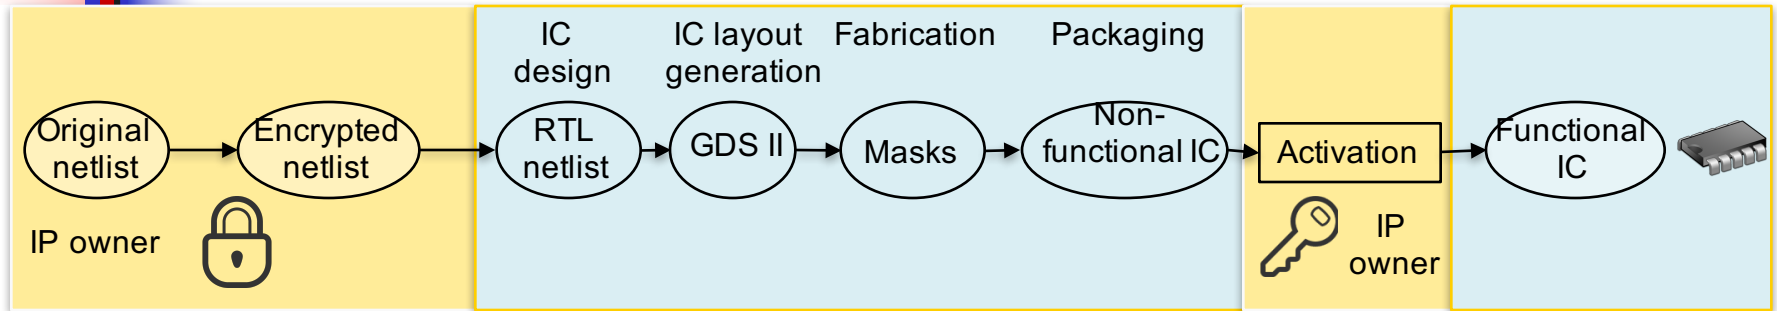 IC
design
IC layout
generation
Fabrication
Packaging
Original
netlist
Encrypted
netlist
RTL
netlist
GDS II
Masks
Non-
functional IC
Activation
Functional
IC
IP owner
IP
owner